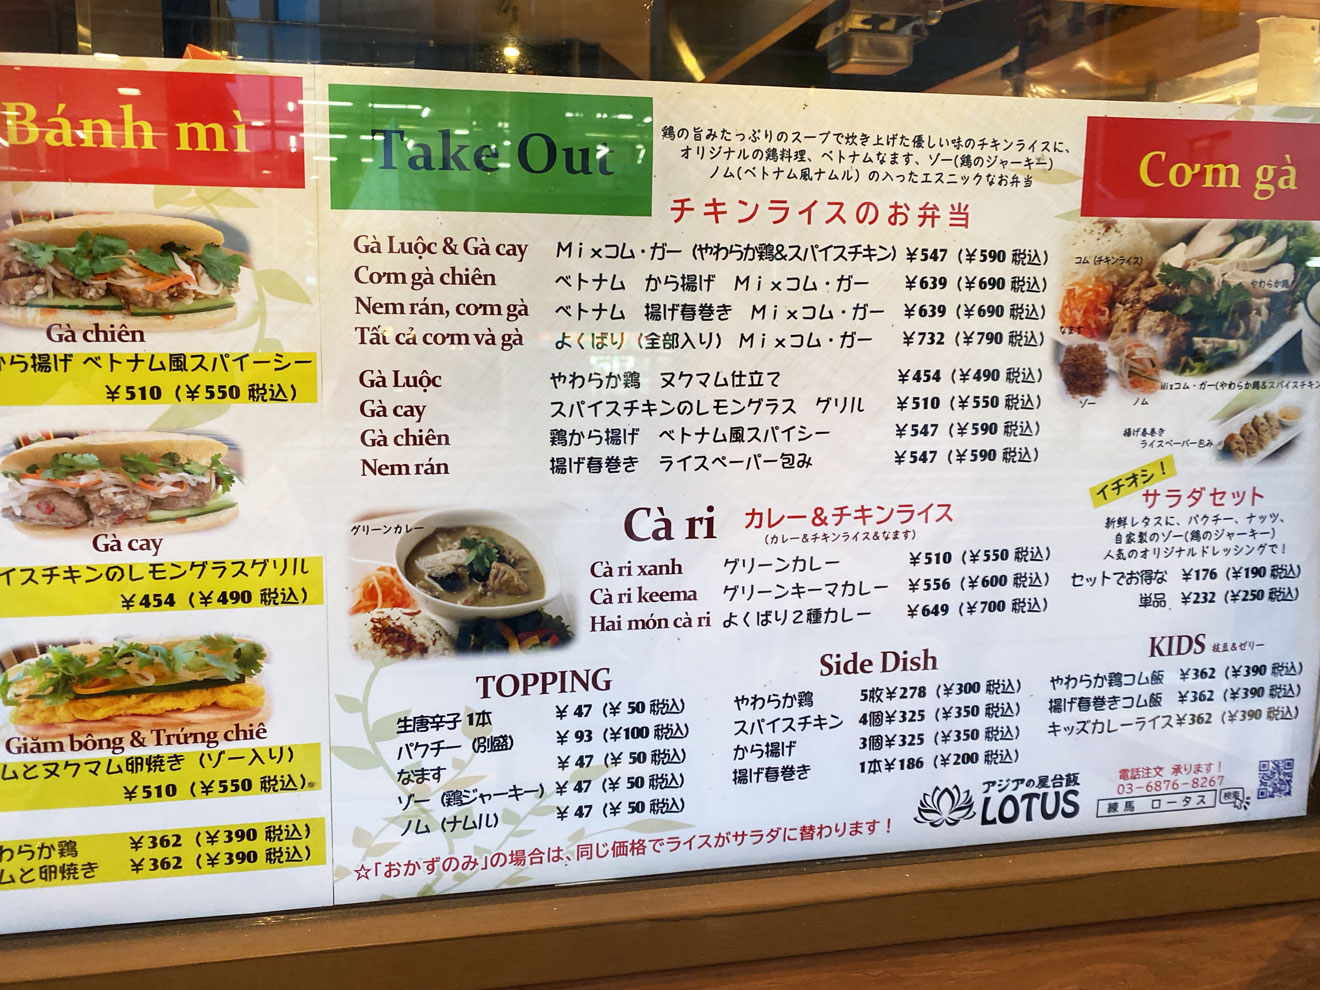 Bánh mì
Gà chiên
から揚げ ベトナム風スパイーシー
￥510（￥550 税込）
Gà cay
イスチキンのレモングラスグリル
￥454（￥490 税込）
Giăm bông & Trứng chiê
ムとヌクマム卵焼き（ゾー入り）
￥510（￥550 税込）
わらか鶏 ￥362（￥390 税込）
ムと卵焼き ￥362（￥390 税込）
Take Out
鶏の旨みたっぷりのスープで炊き上げた優しい味のチキンライスに、
オリジナルの鶏料理、ベトナムなます、ゾー(鶏のジャーキー)
ノム(ベトナム風ナムル）の入ったエスニックなお弁当
チキンライスのお弁当
Gà Luộc & Gà cay Ｍｉｘコム・ガー（やわらか鶏&スパイスチキン）￥547（￥590 税込）
Cơm gà chiên ベトナム から揚げ Ｍｉｘコム・ガー ￥639（￥690 税込）
Nem rán, cơm gà ベトナム 揚げ春巻き Ｍｉｘコム・ガー ￥639（￥690 税込）
Tất cả cơm và gà よくばり（全部入り）Ｍｉｘコム・ガー ￥732（￥790 税込）
Gà Luộc やわらか鶏 ヌクマム仕立て ￥454（￥490 税込）
Gà cay スパイスチキンのレモングラス グリル ￥510（￥550 税込）
Gà chiên 鶏から揚げ ベトナム風スパイシー ￥547（￥590 税込）
Nem rán 揚げ春巻き ライスペーパー包み ￥547（￥590 税込）
グリーンカレー
Cà ri カレー＆チキンライス
（カレー&チキンライス&なます）
Cà ri xanh グリーンカレー ￥510（￥550 税込）
Cà ri keema グリーンキーマカレー ￥556（￥600 税込）
Hai món cà ri よくばり２種カレー ￥649（￥700 税込）
TOPPING
生唐辛子 1本 ￥ 47（￥ 50 税込）
パクチー（別盛） ￥ 93（￥100 税込）
なます ￥ 47（￥ 50 税込）
ゾー（鶏ジャーキー）￥ 47（￥ 50 税込）
ノム（ナムル） ￥ 47（￥ 50 税込）
Side Dish
やわらか鶏 5枚￥278（￥300 税込）
スパイスチキン 4個￥325（￥350 税込）
から揚げ 3個￥325（￥350 税込）
揚げ春巻き 1本￥186（￥200 税込）
☆「おかずのみ」の場合は、同じ価格でライスがサラダに替わります！
Cơm gà
コム（チキンライス）
やわらか鶏
なます
ゾー
ノム
Mixコム・ガー(やわらか鶏&スパイスチキン
揚げ春巻き
ライスペーパー包み
イチオシ！
サラダセット
新鮮レタスに、パクチー、ナッツ、
自家製のゾー(鶏のジャーキー)
人気のオリジナルドレッシングで！
セットでお得な ￥176（￥190 税込）
単品 ￥232（￥250 税込）
KIDS 枝豆&ゼリー
やわらか鶏コム飯 ￥362（￥390 税込）
揚げ春巻きコム飯 ￥362（￥390 税込）
キッズカレーライス￥362（￥390 税込）
アジアの屋台飯
LOTUS
電話注文 承ります！
03-6876-8267
練馬 ロータス 検索